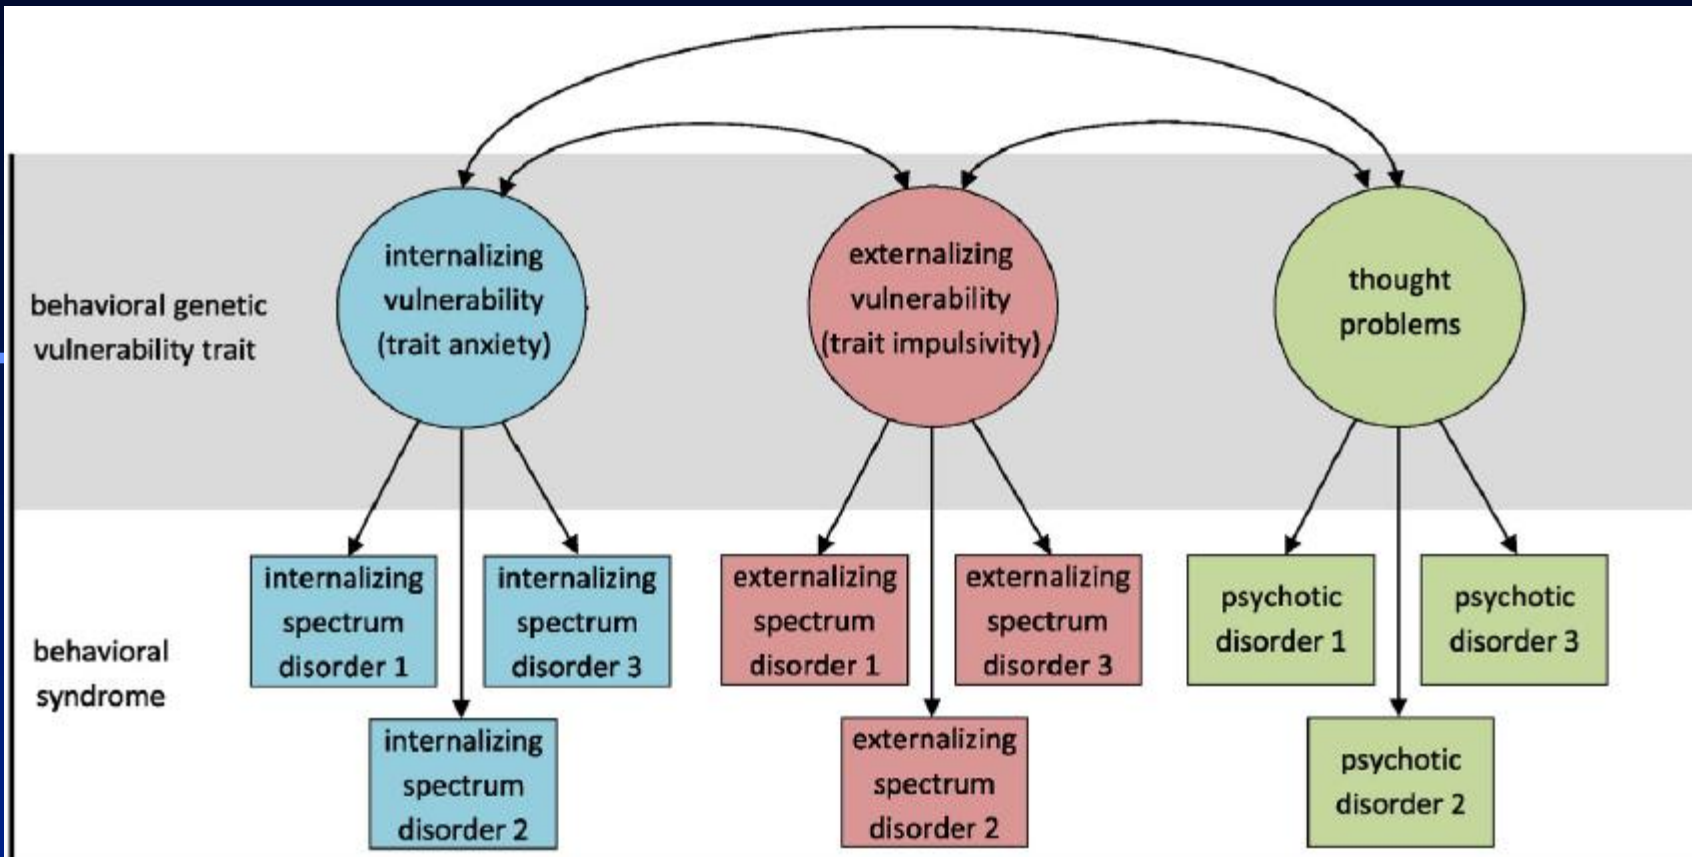 behavioral genetic
vulnerability trait
internalizing
vulnerability
(trait anxiety)
externalizing
vulnerability
(trait impulsivity)
thought
problems
behavioral
syndrome
internalizing
spectrum
disorder 1
internalizing
spectrum
disorder 3
externalizing
spectrum
disorder 1
externalizing
spectrum
disorder 3
psychotic
disorder 1
psychotic
disorder 3
internalizing
spectrum
disorder 2
externalizing
spectrum
disorder 2
psychotic
disorder 2